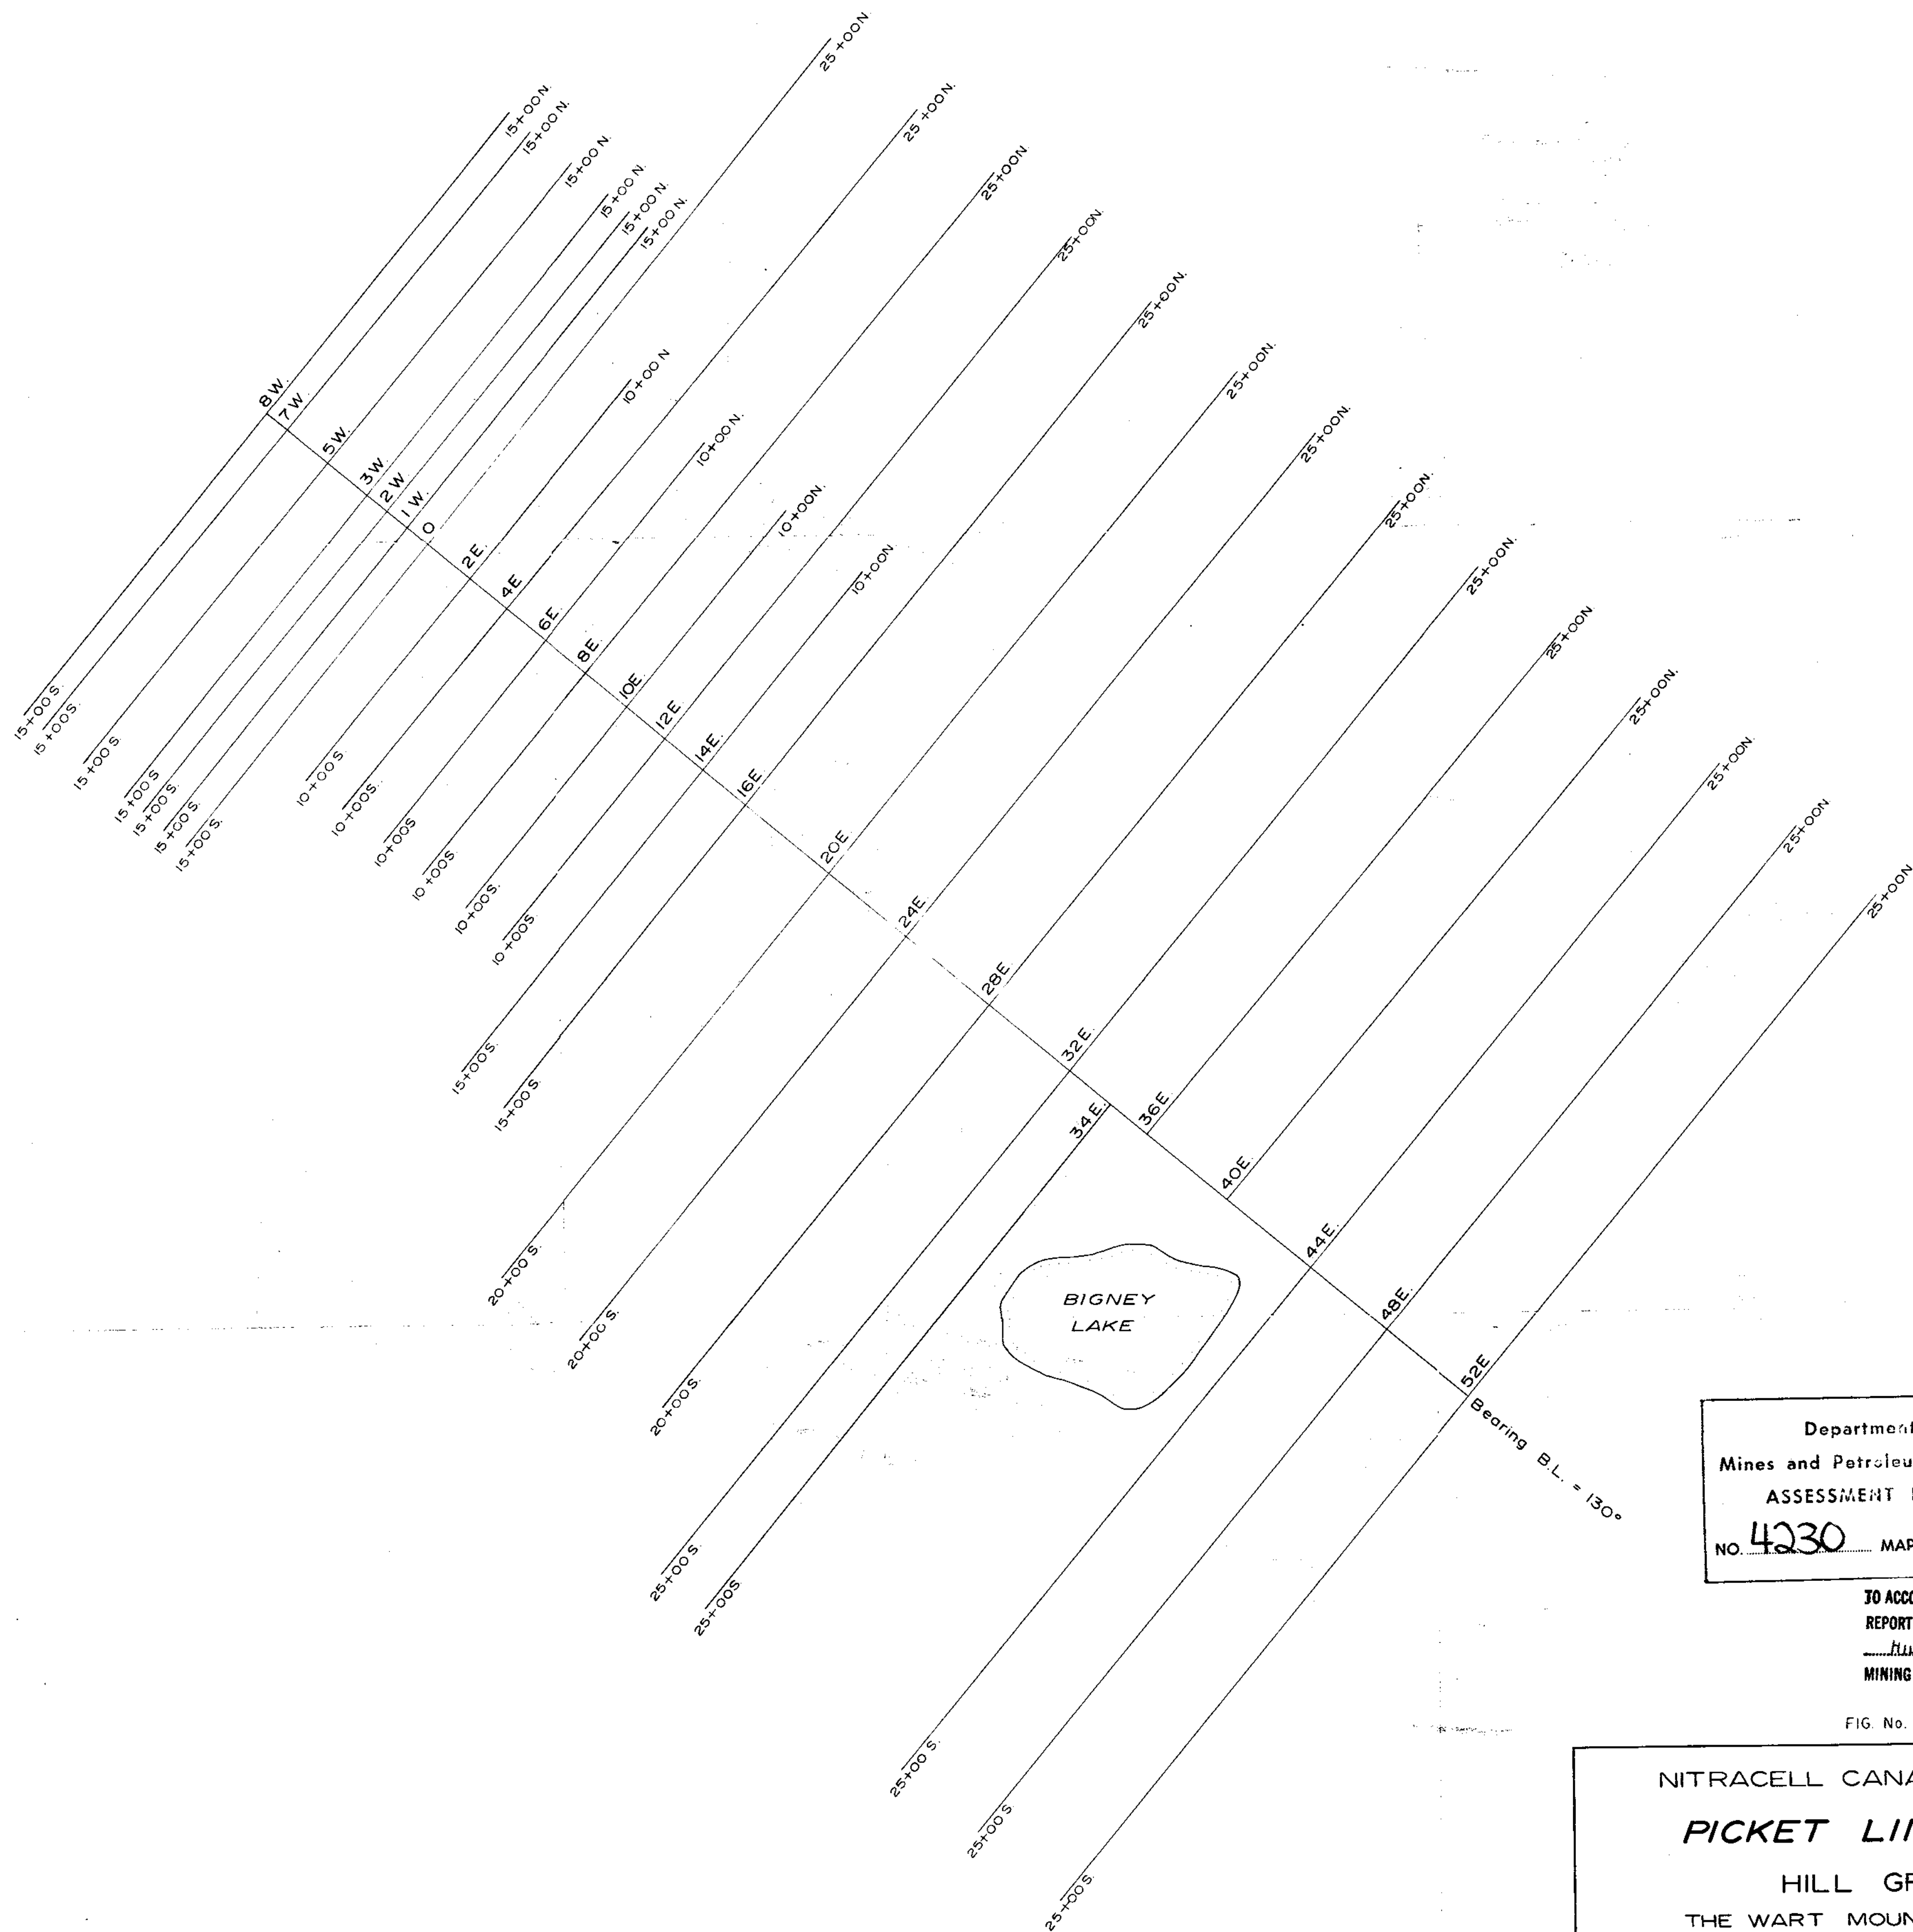 15+00N.
15+00N.
15+00N.
15+00N.
15+00N.
15+00N.
25+00N.
10+00N
25+00N.
10+00N.
25+00N.
10+00N.
25+00N.
10+00N.
25+00N.
25+00N.
25+00N.
25+00N.
25+00N.
25+00N.
25+00N.
25+00N.
25+00N
25+00N
8W.
7W.
5W.
3W.
2W.
1W.
0
2E.
4E
6E.
8E.
10E.
12E.
14E.
16E.
20E
24E.
28E.
32E.
34E.
36E.
40E.
44E.
48E.
52E
15+00S.
15+00S.
15+00S
15+00S
15+00S.
15+00S.
15+00S.
10+00S.
10+00S.
10+00S
10+00S.
10+00S.
10+00S
15+00S.
15+00S.
20+00S.
20+00S.
20+00S.
25+00S.
25+00S
25+00S.
25+00S
25+00S.
BIGNEY
LAKE
Bearing B.L. = 130°
Department
Mines and Petroleu
ASSESSMENT
NO. 4230 MAP
TO ACCO
REPORT
MINING
FIG. No.
NITRACELL CANA
PICKET LIN
HILL GR
THE WART MOUN